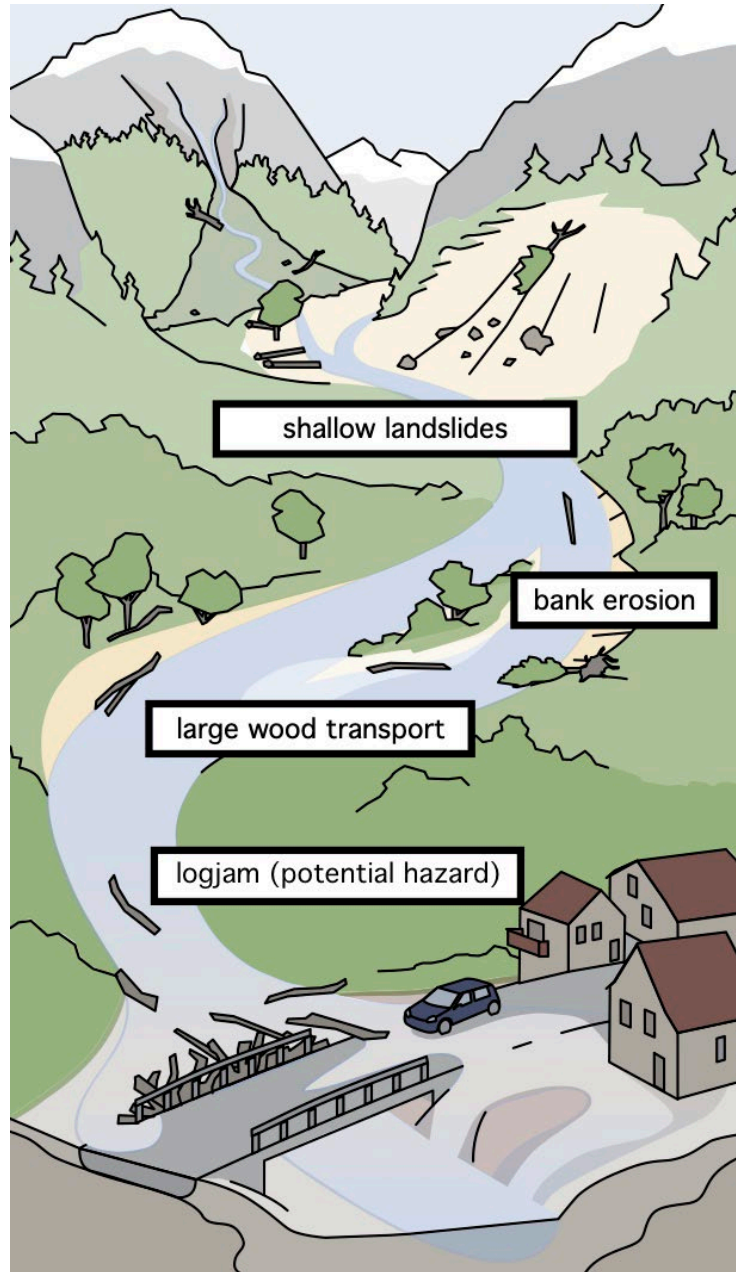 shallow landslides
bank erosion
large wood transport
logjam (potential hazard)